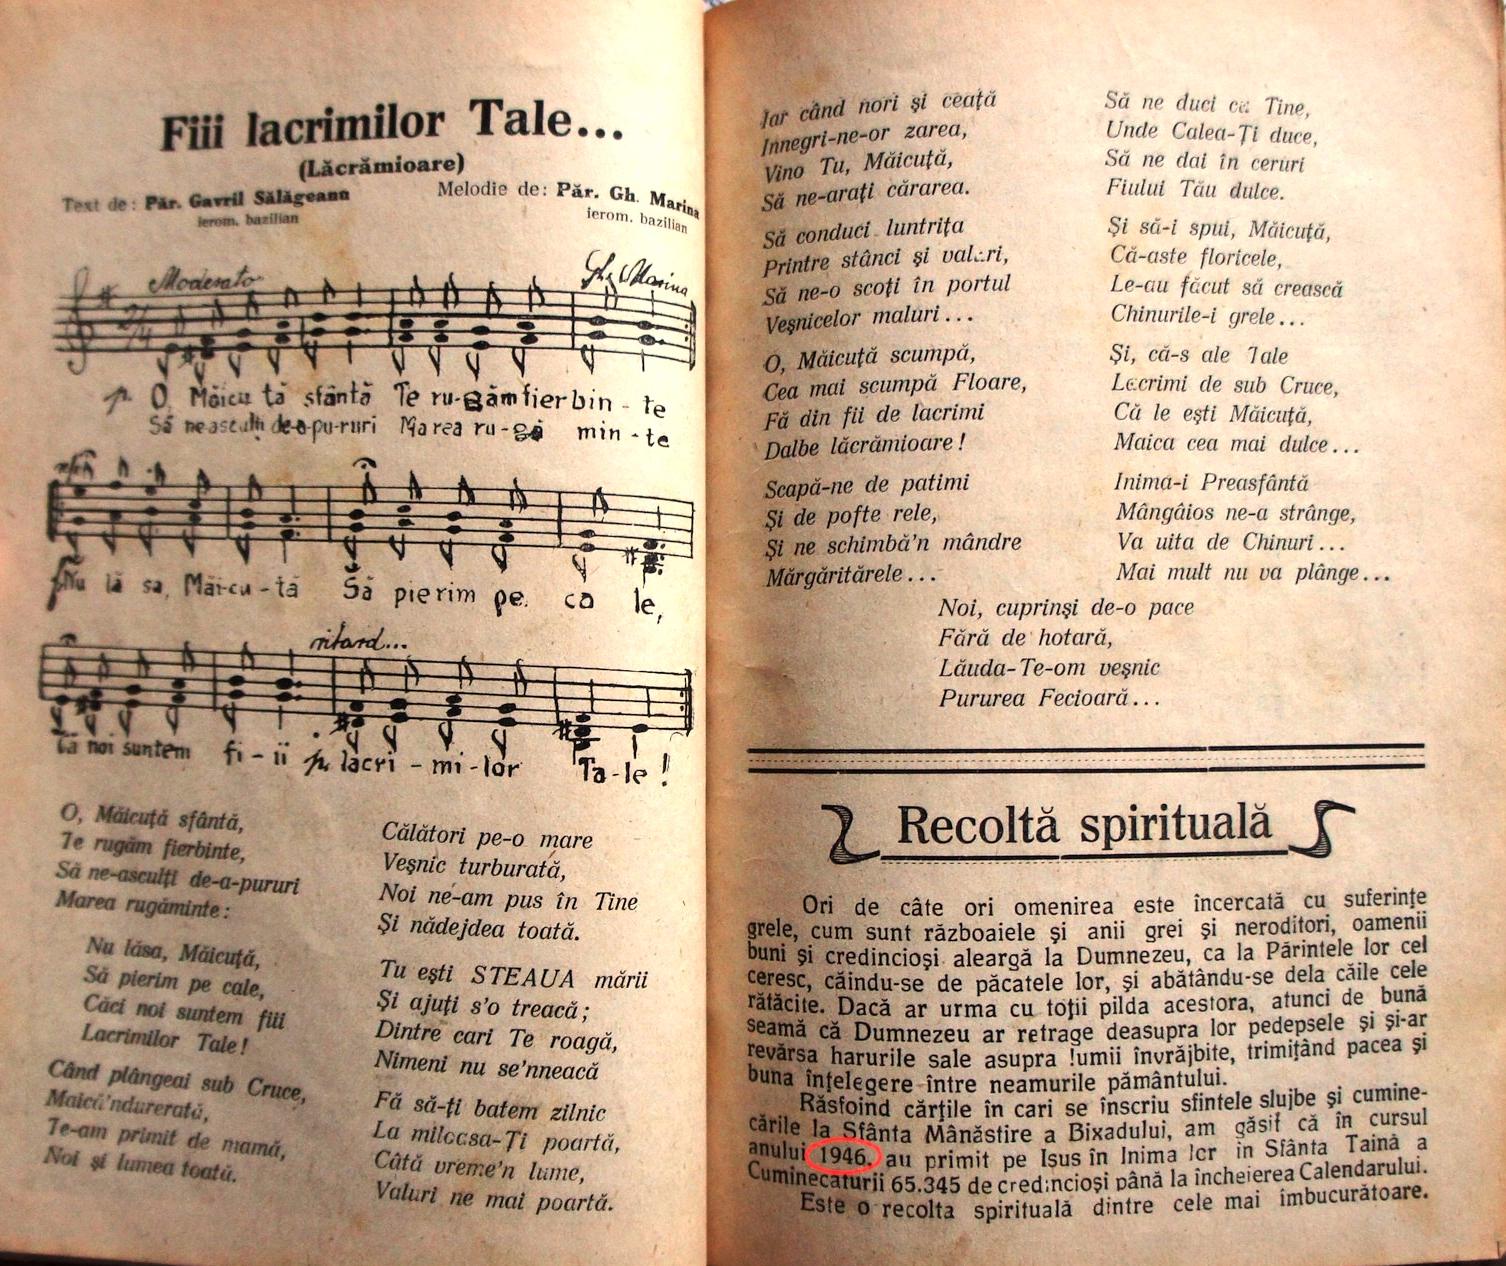 Fiii lacrimilor Tale...
(Lăcrămioare)
Text de: Păr. Gavril Sălăgeanu
ierom. bazilian
Melodie de: Păr. Gh. Marina
ierom. bazilian
Moderato
Gh. Marina
O Măicu ță sfântă Te ru-găm fier bin - te
Să ne asculți de-a-pu-ruri Marea ru-gă min-te
Nu lă sa, Măi-cu-ță Să pierim pe ca le,
ritard...
Că noi suntem fi-ii lacri-mi-lor Ta-le!
O, Măicuță sfântă,
Te rugăm fierbinte,
Să ne-asculți de-a-pururi
Marea rugăminte:
Nu lăsa, Măicuță,
Să pierim pe cale,
Căci noi suntem fiii
Lacrimilor Tale!
Când plângeai sub Cruce,
Maică'ndurerată,
Te-am primit de mamă,
Noi și lumea toată.
Călători pe-o mare
Veșnic turburată,
Noi ne-am pus în Tine
Și nădejdea toată.
Tu ești STEAUA mării
Și ajuți s'o treacă;
Dintre cari Te roagă,
Nimeni nu se'nneacă
Fă să-ți batem zilnic
La milocsa-Ți poartă,
Câtă vreme'n lume,
Valuri ne mai poartă.
Iar când nori și ceață
Innegri-ne-or zarea,
Vino Tu, Măicuță,
Să ne-arați cărarea.
Să conduci luntrița
Printre stânci și valuri,
Să ne-o scoți în portul
Veșnicelor maluri...
O, Măicuță scumpă,
Cea mai scumpă Floare,
Fă din fii de lacrimi
Dalbe lăcrămioare!
Scapă-ne de patimi
Și de pofte rele,
Și ne schimbă'n mândre
Mărgăritărele...
Să ne duci cu Tine,
Unde Calea-Ți duce,
Să ne dai în ceruri
Fiului Tău dulce.
Și să-i spui, Măicuță,
Că-aste floricele,
Le-au făcut să crească
Chinurile-i grele...
Și, că-s ale Tale
Lacrimi de sub Cruce,
Că le ești Măicuță,
Maica cea mai dulce...
Inima-i Preasfântă
Mângâios ne-a strânge,
Va uita de Chinuri...
Mai mult nu va plânge...
Noi, cuprinși de-o pace
Fără de hotară,
Lăuda-Te-om veșnic
Pururea Fecioară...
Recoltă spirituală
Ori de câte ori omenirea este încercată cu suferințe
grele, cum sunt războaiele și anii grei și neroditori, oamenii
buni și credincioși aleargă la Dumnezeu, ca la Părintele lor cel
ceresc, căindu-se de păcatele lor, și abătându-se dela căile cele
rătăcite. Dacă ar urma cu toții pilda acestora, atunci de bună
seamă că Dumnezeu ar retrage deasupra lor pedepsele și și-ar
revărsa harurile sale asupra lumii învrăjbite, trimițând pacea și
buna înțelegere între neamurile pământului.
Răsfoind cărțile în cari se înscriu sfintele slujbe și cumine-
cările la Sfânta Mânăstire a Bixadului, am găsit că în cursul
anului 1946, au primit pe Isus în Inima lor în Sfânta Taină a
Cuminecăturii 65.345 de credincioși până la încheierea Calendarului.
Este o recolta spirituală dintre cele mai îmbucurătoare.